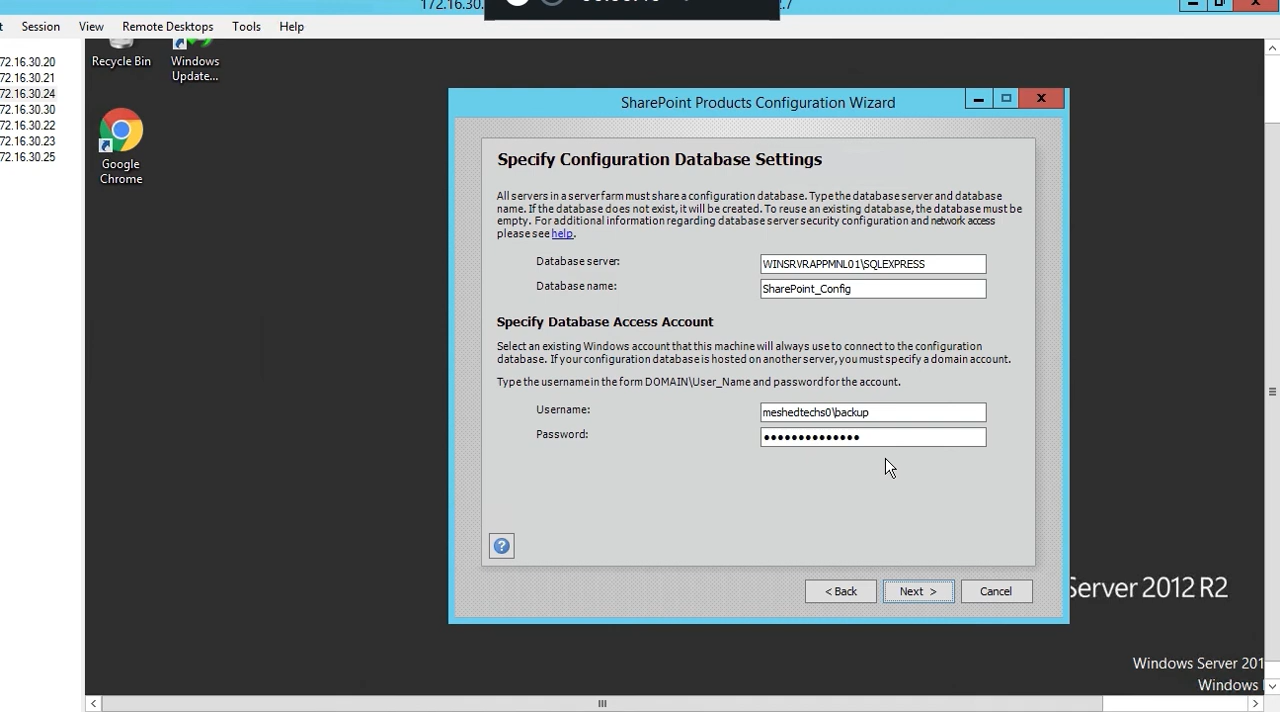 Session View Remote Desktops Tools Help
72.16.30.20
72.16.30.21
72.16.30.24
72.16.30.30
72.16.30.22
72.16.30.23
72.16.30.25
Recycle Bin
Windows
Update...
Google
Chrome
SharePoint Products Configuration Wizard
Specify Configuration Database Settings
All servers in a server farm must share a configuration database. Type the database server and database
name. If the database does not exist, it will be created. To reuse an existing database, the database must be
empty. For additional information regarding database server security configuration and network access
please see help.
Database server: WINSRVRAPPMNL01\SQLEXPRESS
Database name: SharePoint_Config
Specify Database Access Account
Select an existing Windows account that this machine will always use to connect to the configuration
database. If your configuration database is hosted on another server, you must specify a domain account.
Type the username in the form DOMAIN\User_Name and password for the account.
Username: meshedtechs0\backup
Password: ••••••••••••••
< Back Next > Cancel
Server 2012 R2
Windows Server 201
Windows